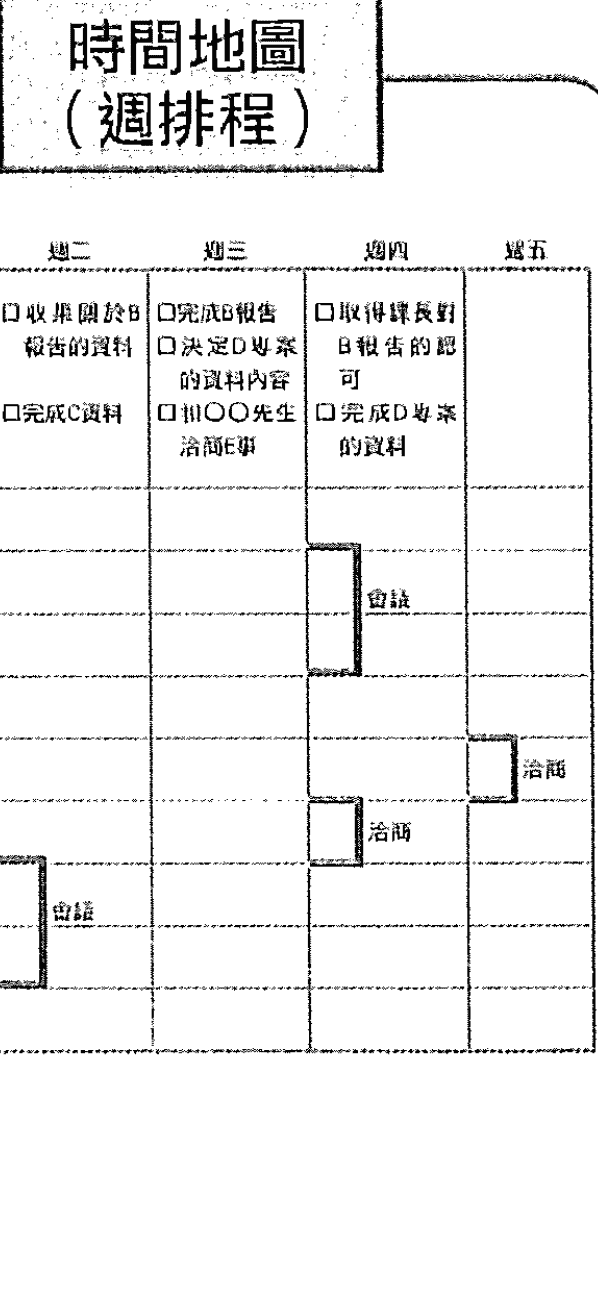 時間地圖
（週排程）
週二
週三
週四
週五
□收集關於B
報告的資料
□完成C資料
□完成B報告
□決定D專案
的資料內容
□和○○先生
洽商E事
□取得課長對
B報告的認
可
□完成D專案
的資料
會議
洽商
洽商
會議